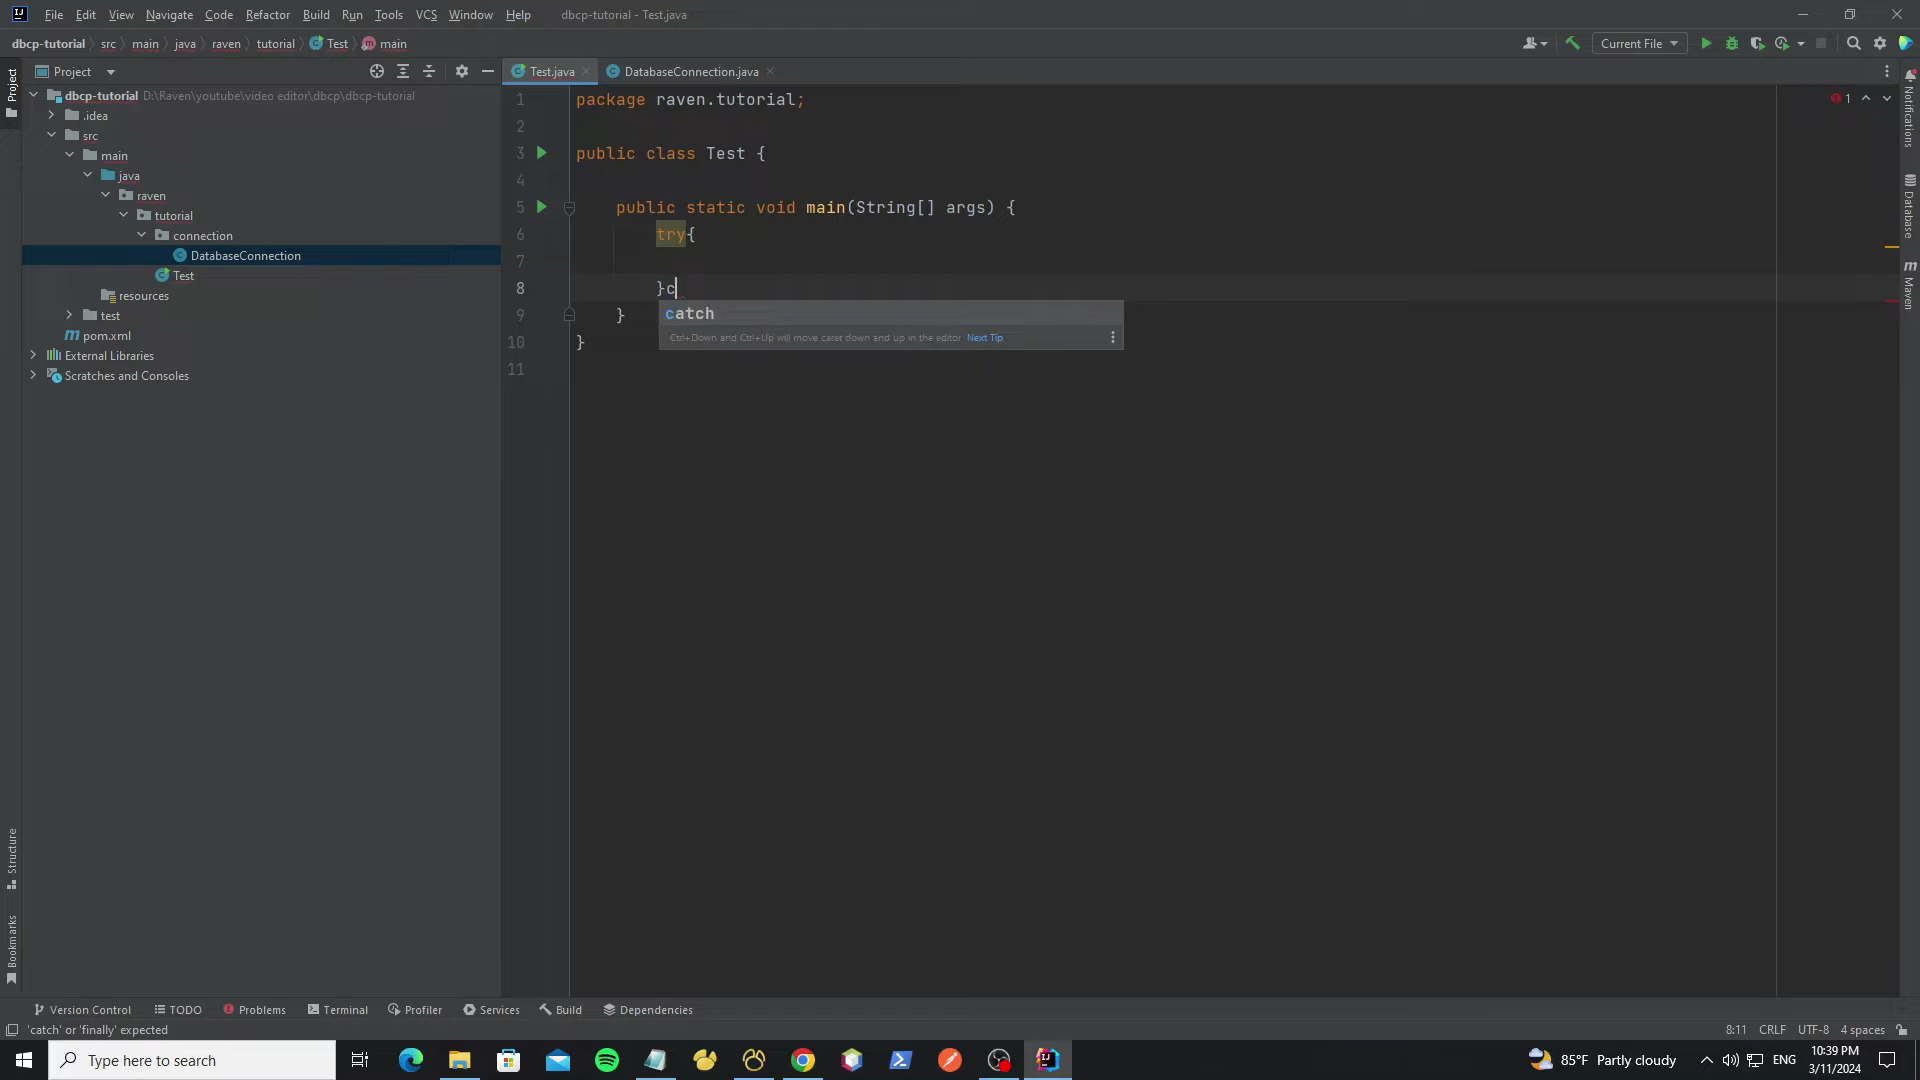 File Edit View Navigate Code Refactor Build Run Tools VCS Window Help dbcp-tutorial - Test.java
dbcp-tutorial src main java raven tutorial Test main
Current File
Project
Test.java DatabaseConnection.java
dbcp-tutorial D:\Raven\youtube\video editor\dbcp\dbcp-tutorial
.idea
src
main
java
raven
tutorial
connection
DatabaseConnection
Test
resources
test
pom.xml
External Libraries
Scratches and Consoles
1 package raven.tutorial;
2
3 public class Test {
4
5 public static void main(String[] args) {
6 try{
7
8 }c
9 }
10 }
11
catch
Ctrl+Down and Ctrl+Up will move caret down and up in the editor Next Tip
1
Project
Structure
Bookmarks
Notifications
Database
Maven
Version Control TODO Problems Terminal Profiler Services Build Dependencies
'catch' or 'finally' expected
8:11 CRLF UTF-8 4 spaces
Type here to search
85°F Partly cloudy
ENG
10:39 PM
3/11/2024